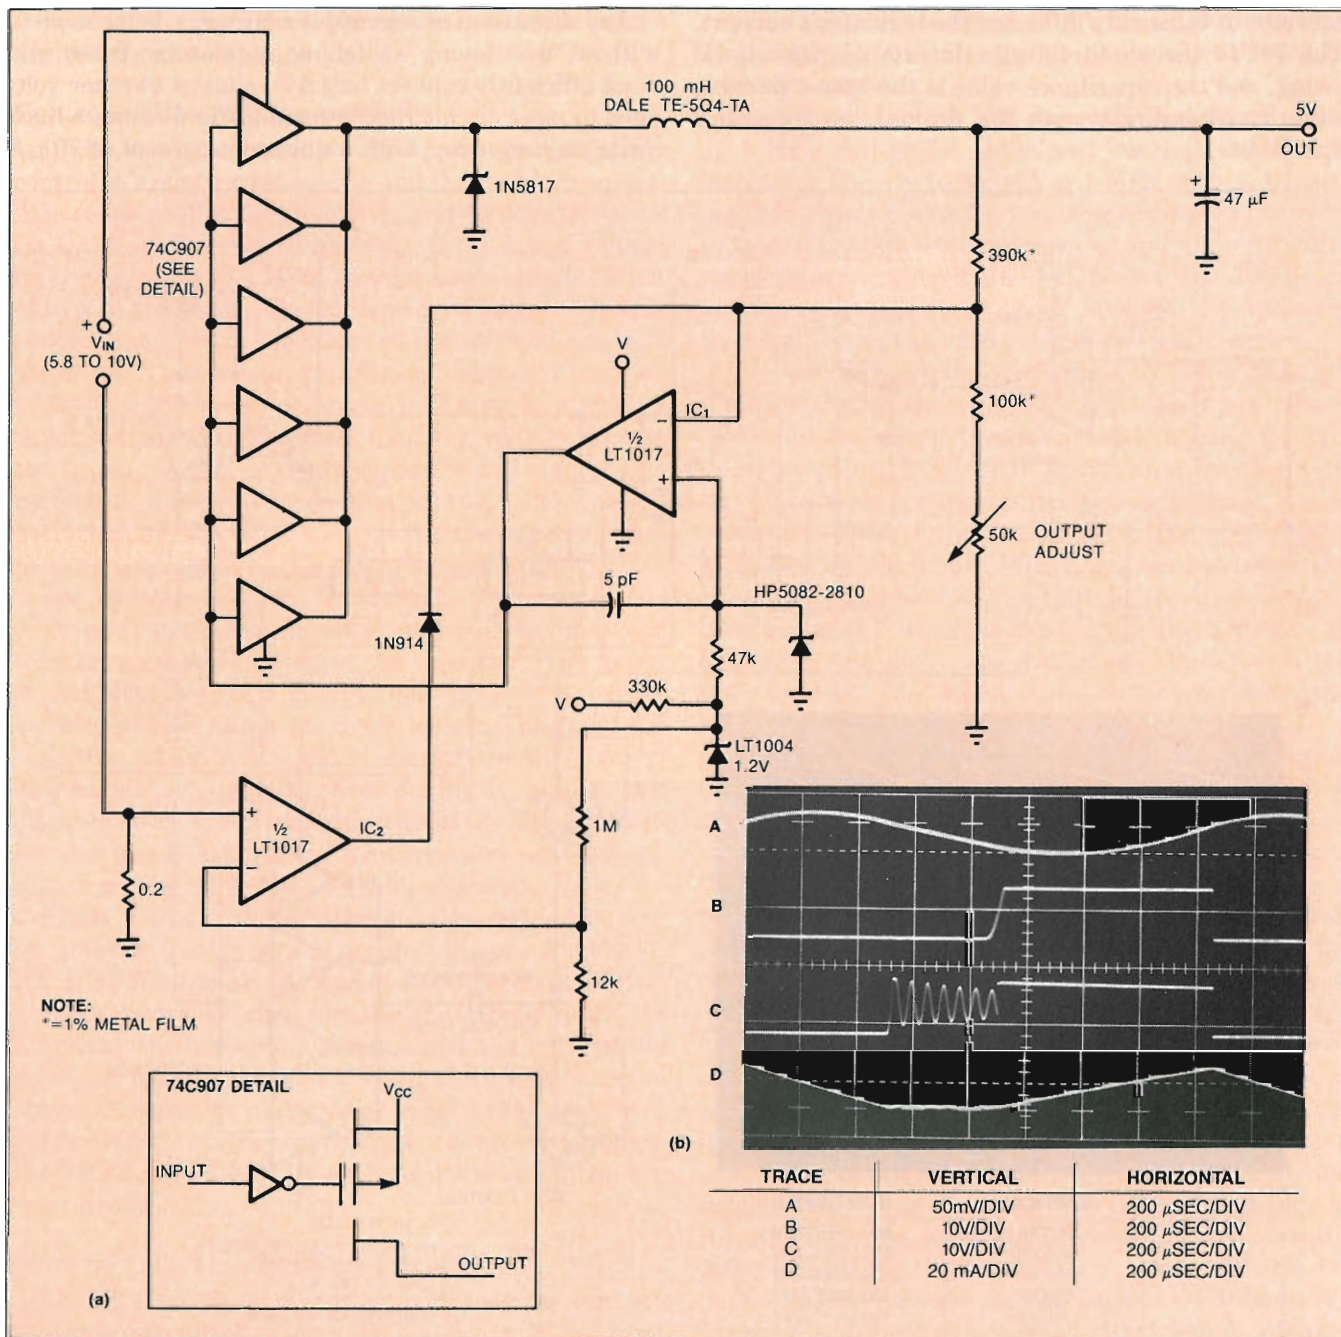 100 mH
DALE TE-5Q4-TA
5V
OUT
1N5817
+
47 μF
74C907
(SEE
DETAIL)
390k*
+
VIN
(5.8 TO 10V)
V
IC1
−
½
LT1017
+
100k*
50k
OUTPUT
ADJUST
5 pF
HP5082-2810
1N914
47k
330k
V
LT1004
1.2V
+
½
LT1017
−
IC2
1M
0.2
12k
NOTE:
*=1% METAL FILM
A
B
C
D
(b)
74C907 DETAIL
VCC
INPUT
OUTPUT
(a)
TRACE VERTICAL HORIZONTAL
A 50mV/DIV 200 μSEC/DIV
B 10V/DIV 200 μSEC/DIV
C 10V/DIV 200 μSEC/DIV
D 20 mA/DIV 200 μSEC/DIV